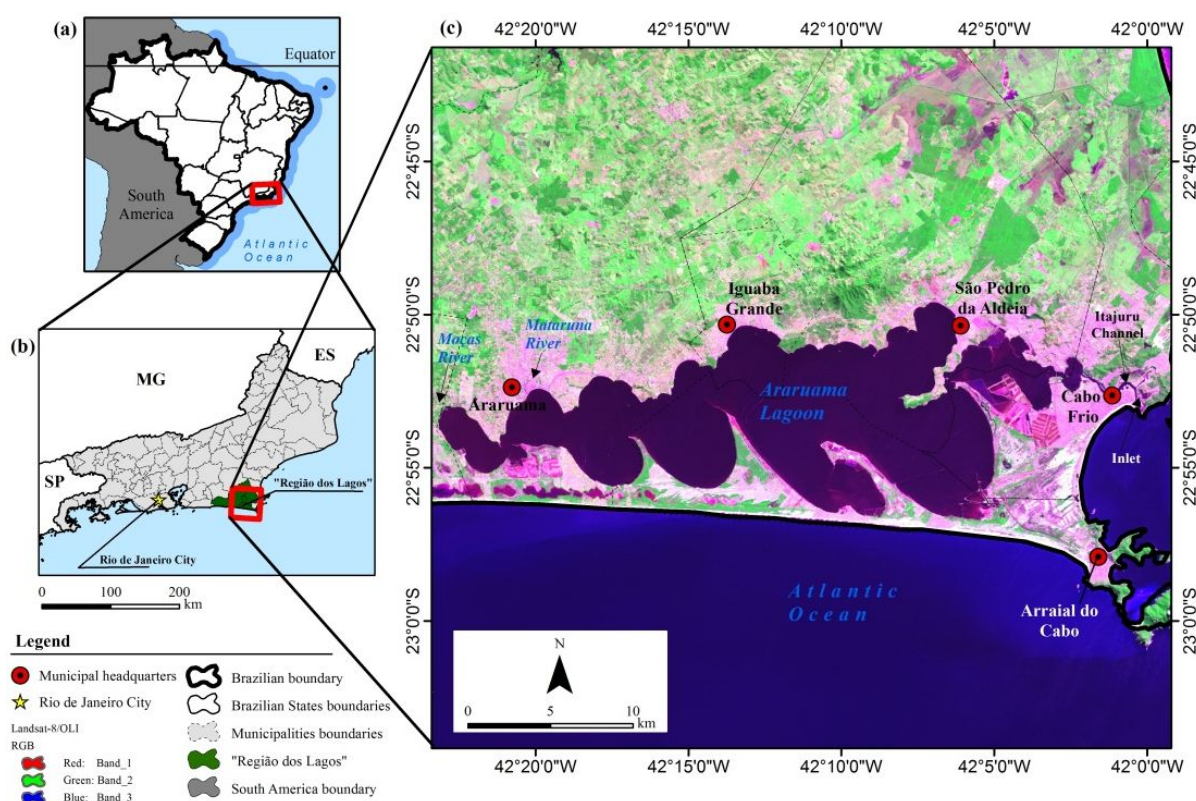 (a)
Equator
South
America
Atlantic
Ocean
(b)
MG
ES
SP
"Região dos Lagos"
Rio de Janeiro City
0 100 200
km
Legend
Municipal headquarters
Rio de Janeiro City
Landsat-8/OLI
RGB
Red: Band_1
Green: Band_2
Blue: Band_3
Brazilian boundary
Brazilian States boundaries
Municipalities boundaries
"Região dos Lagos"
South America boundary
(c)
42°20'0"W 42°15'0"W 42°10'0"W 42°5'0"W 42°0'0"W
22°45'0"S
22°50'0"S
22°55'0"S
23°0'0"S
Iguaba
Grande
São Pedro
da Aldeia
Itajuru
Channel
Moças
River
Mataruna
River
Araruama
Araruama
Lagoon
Cabo
Frio
Inlet
Atlantic
Ocean
Arraial do
Cabo
N
0 5 10
km
22°45'0"S
22°50'0"S
22°55'0"S
23°0'0"S
42°20'0"W 42°15'0"W 42°10'0"W 42°5'0"W 42°0'0"W